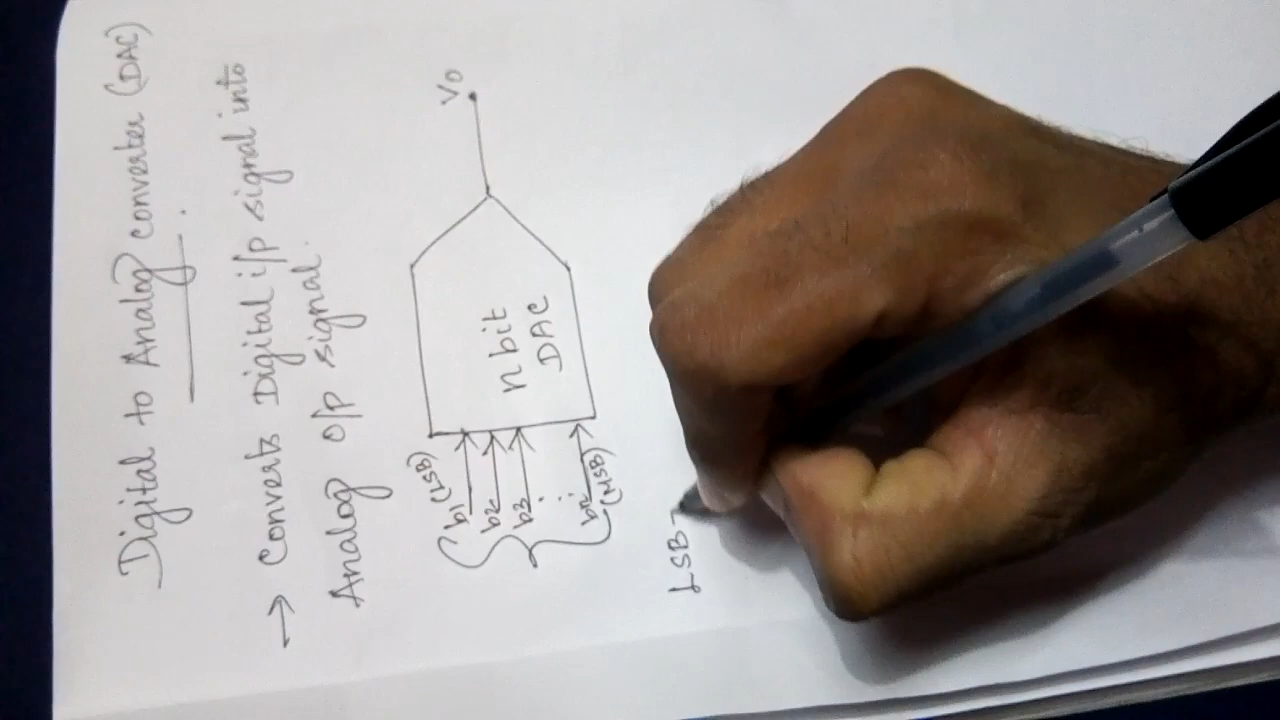 Digital to Analog converter (DAC)
→ Converts Digital i/p signal into
Analog o/p signal.
b1 (LSB)
b2
b3
bn (MSB)
n bit
DAC
Vo
LSB -